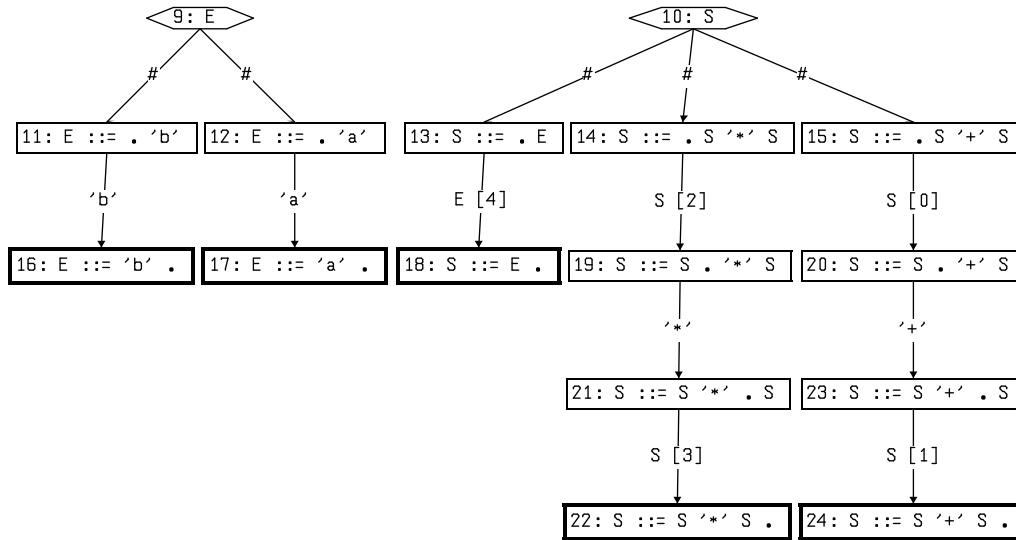 9: E 10: S
# # # # #
11: E ::= . 'b' 12: E ::= . 'a' 13: S ::= . E 14: S ::= . S '*' S 15: S ::= . S '+' S
'b' 'a' E [4] S [2] S [0]
16: E ::= 'b' . 17: E ::= 'a' . 18: S ::= E . 19: S ::= S . '*' S 20: S ::= S . '+' S
'*' '+'
21: S ::= S '*' . S 23: S ::= S '+' . S
S [3] S [1]
22: S ::= S '*' S . 24: S ::= S '+' S .